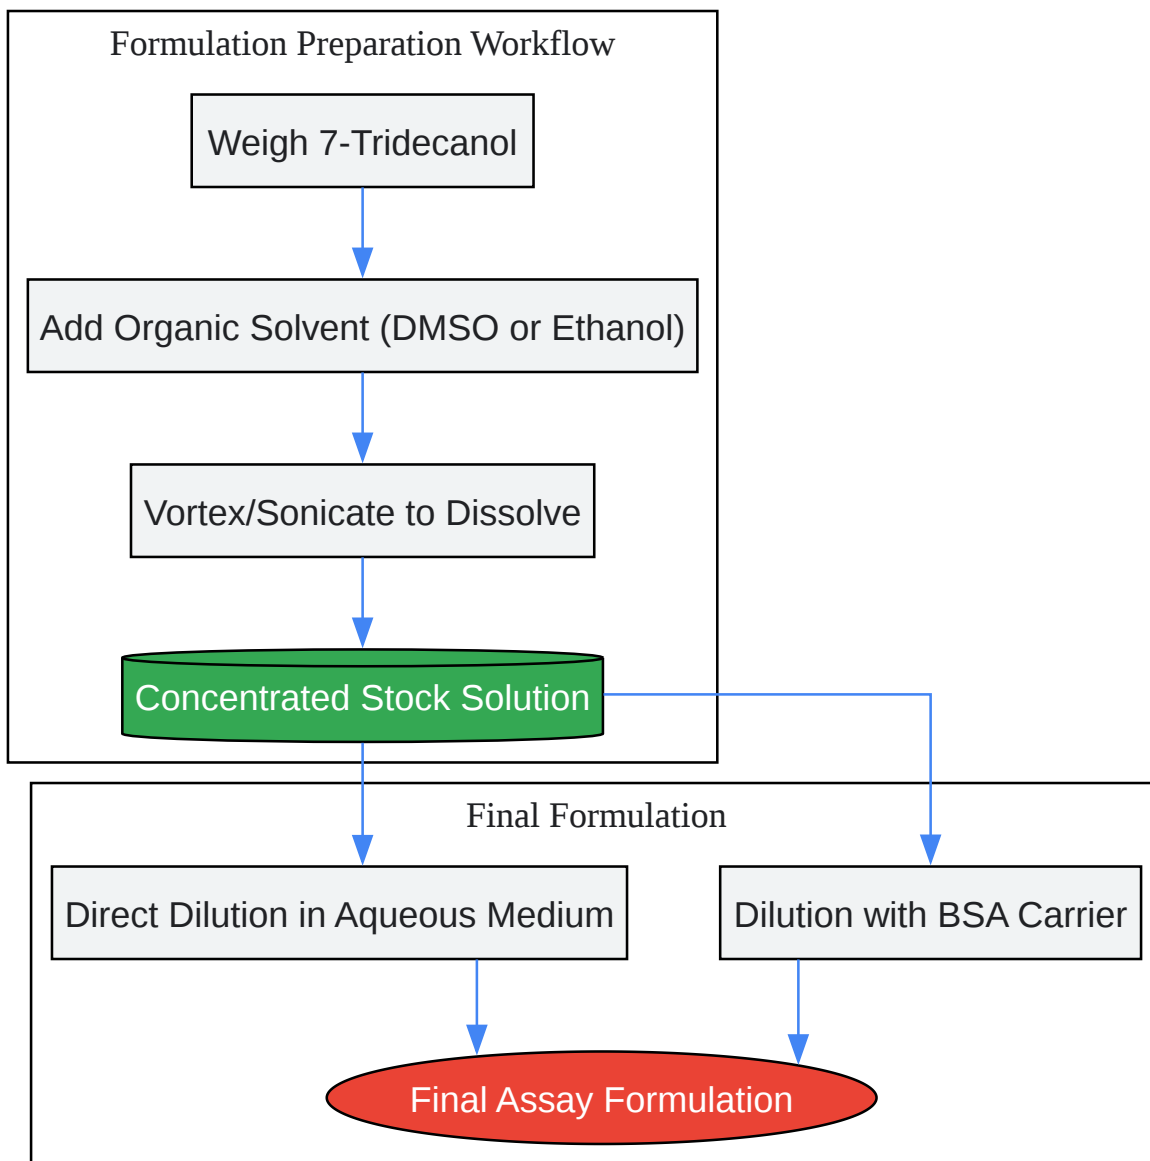 Formulation Preparation Workflow
Weigh 7-Tridecanol
Add Organic Solvent (DMSO or Ethanol)
Vortex/Sonicate to Dissolve
Concentrated Stock Solution
Final Formulation
Direct Dilution in Aqueous Medium
Dilution with BSA Carrier
Final Assay Formulation